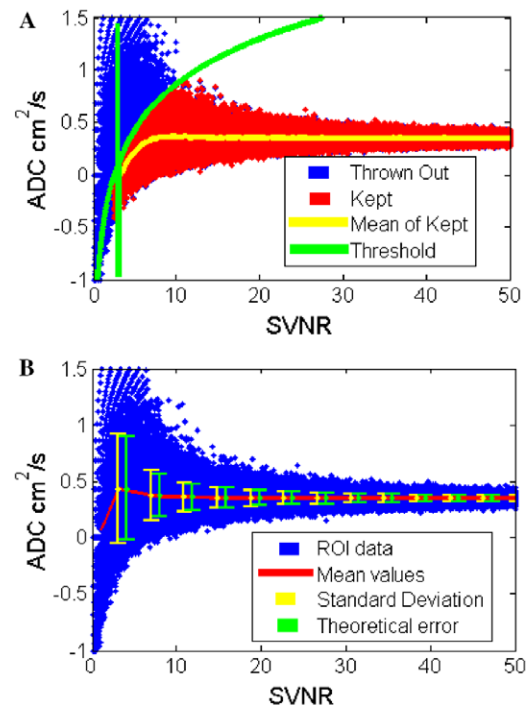 A
1.5
1
0.5
0
-0.5
-1
ADC cm²/s
0 10 20 30 40 50
SVNR
Thrown Out
Kept
Mean of Kept
Threshold
B
1.5
1
0.5
0
-0.5
-1
ADC cm²/s
0 10 20 30 40 50
SVNR
ROI data
Mean values
Standard Deviation
Theoretical error